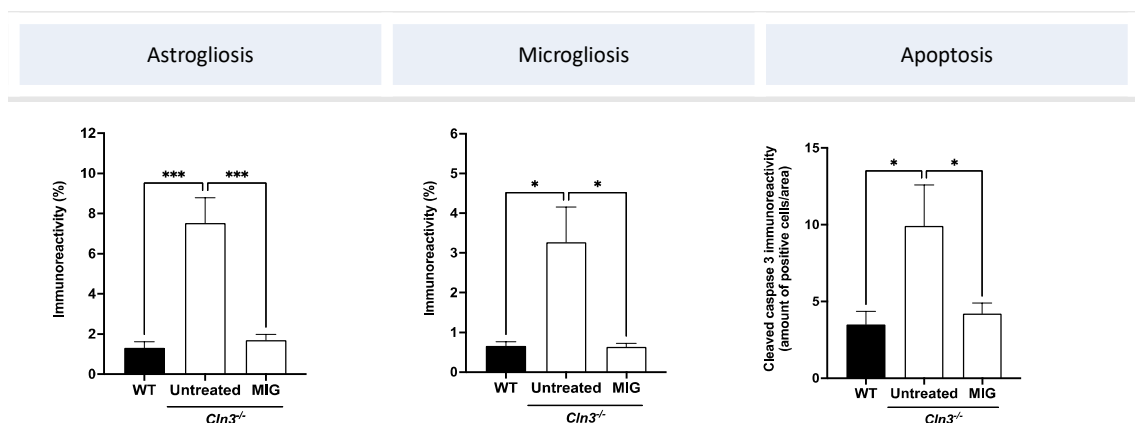 Astrogliosis
Microgliosis
Apoptosis
Immunoreactivity (%)
12
10
8
6
4
2
0
***
***
WT
Untreated
MIG
Cln3-/-
Immunoreactivity (%)
6
5
4
3
2
1
0
*
*
WT
Untreated
MIG
Cln3-/-
Cleaved caspase 3 immunoreactivity
(amount of positive cells/area)
15
10
5
0
*
*
WT
Untreated
MIG
Cln3-/-